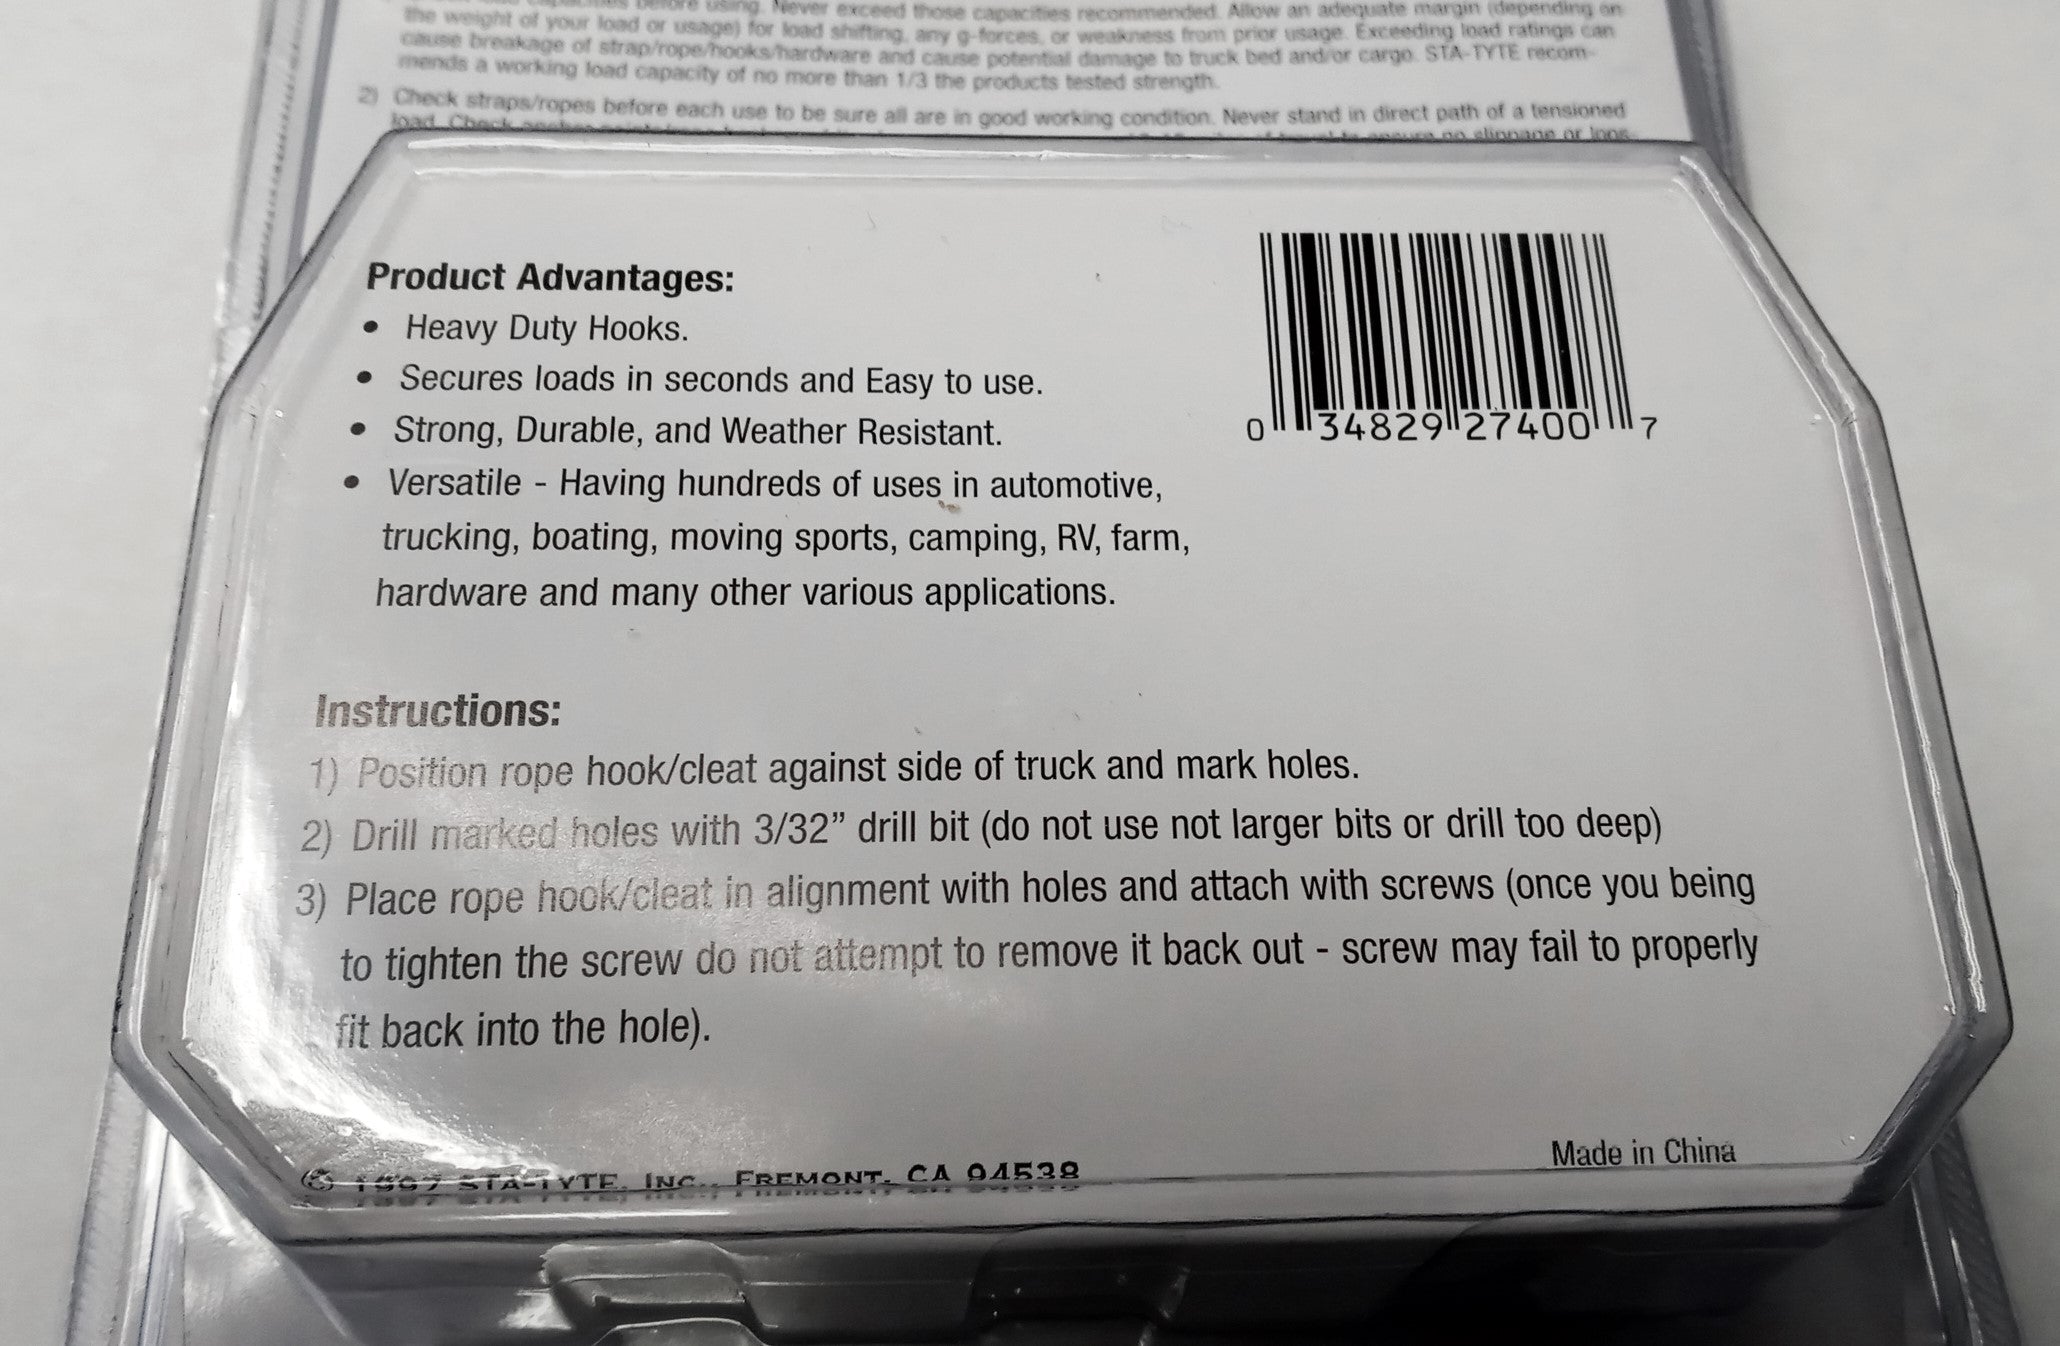 before using. Never exceed those capacities recommended. Allow an adequate margin (depending on
the weight of your load or usage) for load shifting, any g-forces, or weakness from prior usage. Exceeding load ratings can
cause breakage of strap/rope/hooks/hardware and cause potential damage to truck bed and/or cargo. STA-TYTE recom-
mends a working load capacity of no more than 1/3 the products tested strength.
2) Check straps/ropes before each use to be sure all are in good working condition. Never stand in direct path of a tensioned
load. Check no slippage or loos
Product Advantages:
• Heavy Duty Hooks.
• Secures loads in seconds and Easy to use.
• Strong, Durable, and Weather Resistant.
• Versatile - Having hundreds of uses in automotive,
trucking, boating, moving sports, camping, RV, farm,
hardware and many other various applications.
0 34829 27400 7
Instructions:
1) Position rope hook/cleat against side of truck and mark holes.
2) Drill marked holes with 3/32” drill bit (do not use not larger bits or drill too deep)
3) Place rope hook/cleat in alignment with holes and attach with screws (once you being
to tighten the screw do not attempt to remove it back out - screw may fail to properly
fit back into the hole).
© 1997 STA-TYTE, INC., FREMONT, CA 94538
Made in China